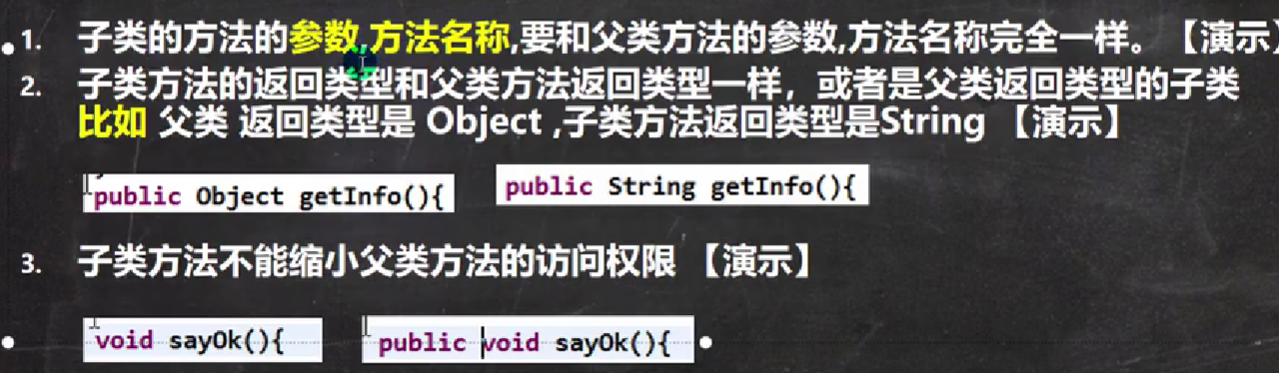 1. 子类的方法的参数,方法名称,要和父类方法的参数,方法名称完全一样。【演示】
2. 子类方法的返回类型和父类方法返回类型一样，或者是父类返回类型的子类
比如 父类 返回类型是 Object ,子类方法返回类型是String 【演示】
public Object getInfo(){
public String getInfo(){
3. 子类方法不能缩小父类方法的访问权限 【演示】
void sayOk(){
public void sayOk(){